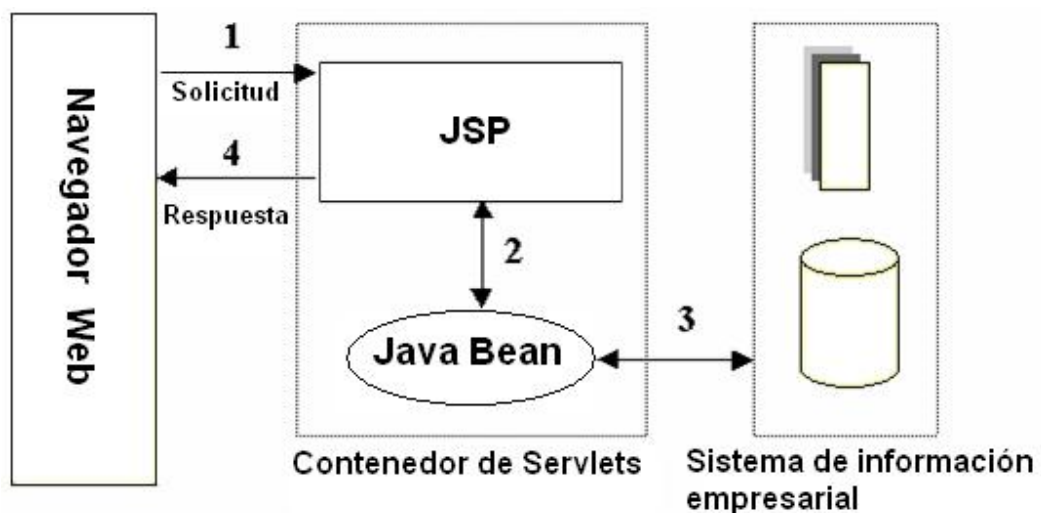 Navegador Web
1
Solicitud
4
Respuesta
JSP
2
Java Bean
3
Contenedor de Servlets
Sistema de información
empresarial